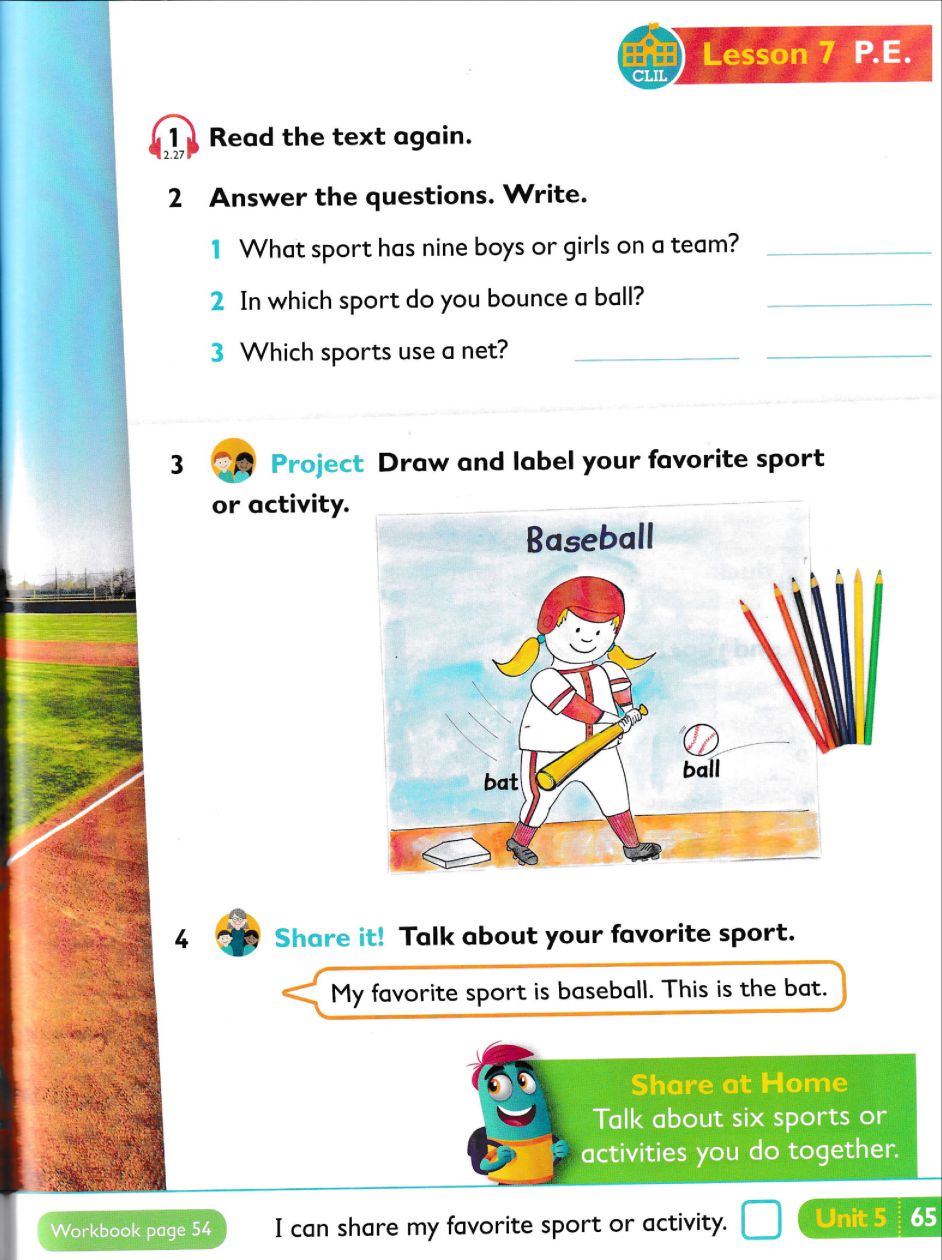 CLIL
Lesson 7 P.E.
1 Read the text again.
2.27
2 Answer the questions. Write.
1 What sport has nine boys or girls on a team?
2 In which sport do you bounce a ball?
3 Which sports use a net?
3 Project Draw and label your favorite sport
or activity.
Baseball
bat
ball
4 Share it! Talk about your favorite sport.
My favorite sport is baseball. This is the bat.
Share at Home
Talk about six sports or
activities you do together.
Workbook page 54
I can share my favorite sport or activity.
Unit 5 65